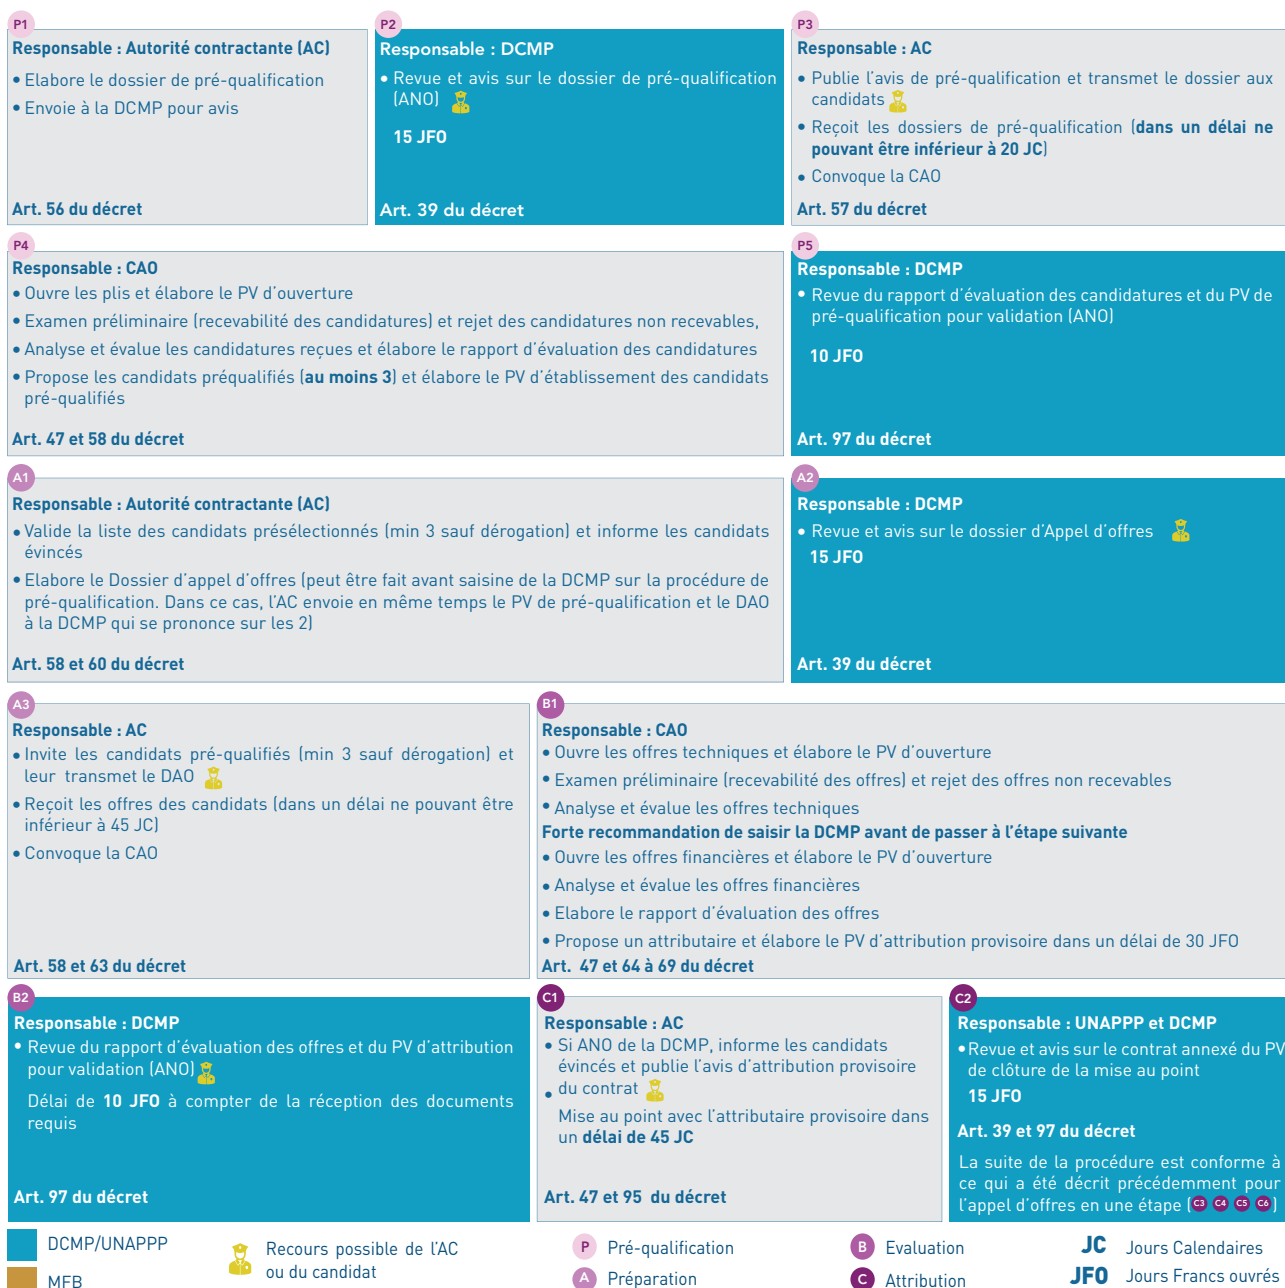 P1
Responsable : Autorité contractante (AC)
• Elabore le dossier de pré-qualification
• Envoie à la DCMP pour avis
Art. 56 du décret
P2
Responsable : DCMP
• Revue et avis sur le dossier de pré-qualification
(ANO)
15 JFO
Art. 39 du décret
P3
Responsable : AC
• Publie l'avis de pré-qualification et transmet le dossier aux
candidats
• Reçoit les dossiers de pré-qualification (dans un délai ne
pouvant être inférieur à 20 JC)
• Convoque la CAO
Art. 57 du décret
P4
Responsable : CAO
• Ouvre les plis et élabore le PV d'ouverture
• Examen préliminaire (recevabilité des candidatures) et rejet des candidatures non recevables,
• Analyse et évalue les candidatures reçues et élabore le rapport d'évaluation des candidatures
• Propose les candidats préqualifiés (au moins 3) et élabore le PV d'établissement des candidats
pré-qualifiés
Art. 47 et 58 du décret
P5
Responsable : DCMP
• Revue du rapport d'évaluation des candidatures et du PV de
pré-qualification pour validation (ANO)
10 JFO
Art. 97 du décret
A1
Responsable : Autorité contractante (AC)
• Valide la liste des candidats présélectionnés (min 3 sauf dérogation) et informe les candidats
évincés
• Elabore le Dossier d'appel d'offres (peut être fait avant saisine de la DCMP sur la procédure de
pré-qualification. Dans ce cas, l'AC envoie en même temps le PV de pré-qualification et le DAO
à la DCMP qui se prononce sur les 2)
Art. 58 et 60 du décret
A2
Responsable : DCMP
• Revue et avis sur le dossier d'Appel d'offres
15 JFO
Art. 39 du décret
A3
Responsable : AC
• Invite les candidats pré-qualifiés (min 3 sauf dérogation) et
leur transmet le DAO
• Reçoit les offres des candidats (dans un délai ne pouvant être
inférieur à 45 JC)
• Convoque la CAO
Art. 58 et 63 du décret
B1
Responsable : CAO
• Ouvre les offres techniques et élabore le PV d'ouverture
• Examen préliminaire (recevabilité des offres) et rejet des offres non recevables
• Analyse et évalue les offres techniques
Forte recommandation de saisir la DCMP avant de passer à l'étape suivante
• Ouvre les offres financières et élabore le PV d'ouverture
• Analyse et évalue les offres financières
• Elabore le rapport d'évaluation des offres
• Propose un attributaire et élabore le PV d'attribution provisoire dans un délai de 30 JFO
Art. 47 et 64 à 69 du décret
B2
Responsable : DCMP
• Revue du rapport d'évaluation des offres et du PV d'attribution
pour validation (ANO)
Délai de 10 JFO à compter de la réception des documents
requis
Art. 97 du décret
C1
Responsable : AC
• Si ANO de la DCMP, informe les candidats
évincés et publie l'avis d'attribution provisoire
• du contrat
Mise au point avec l'attributaire provisoire dans
un délai de 45 JC
Art. 47 et 95 du décret
C2
Responsable : UNAPPP et DCMP
• Revue et avis sur le contrat annexé du PV
de clôture de la mise au point
15 JFO
Art. 39 et 97 du décret
La suite de la procédure est conforme à
ce qui a été décrit précédemment pour
l'appel d'offres en une étape (C3 C4 C5 C6)
DCMP/UNAPPP
MFB
Recours possible de l'AC
ou du candidat
P Pré-qualification
A Préparation
B Evaluation
C Attribution
JC Jours Calendaires
JFO Jours Francs ouvrés